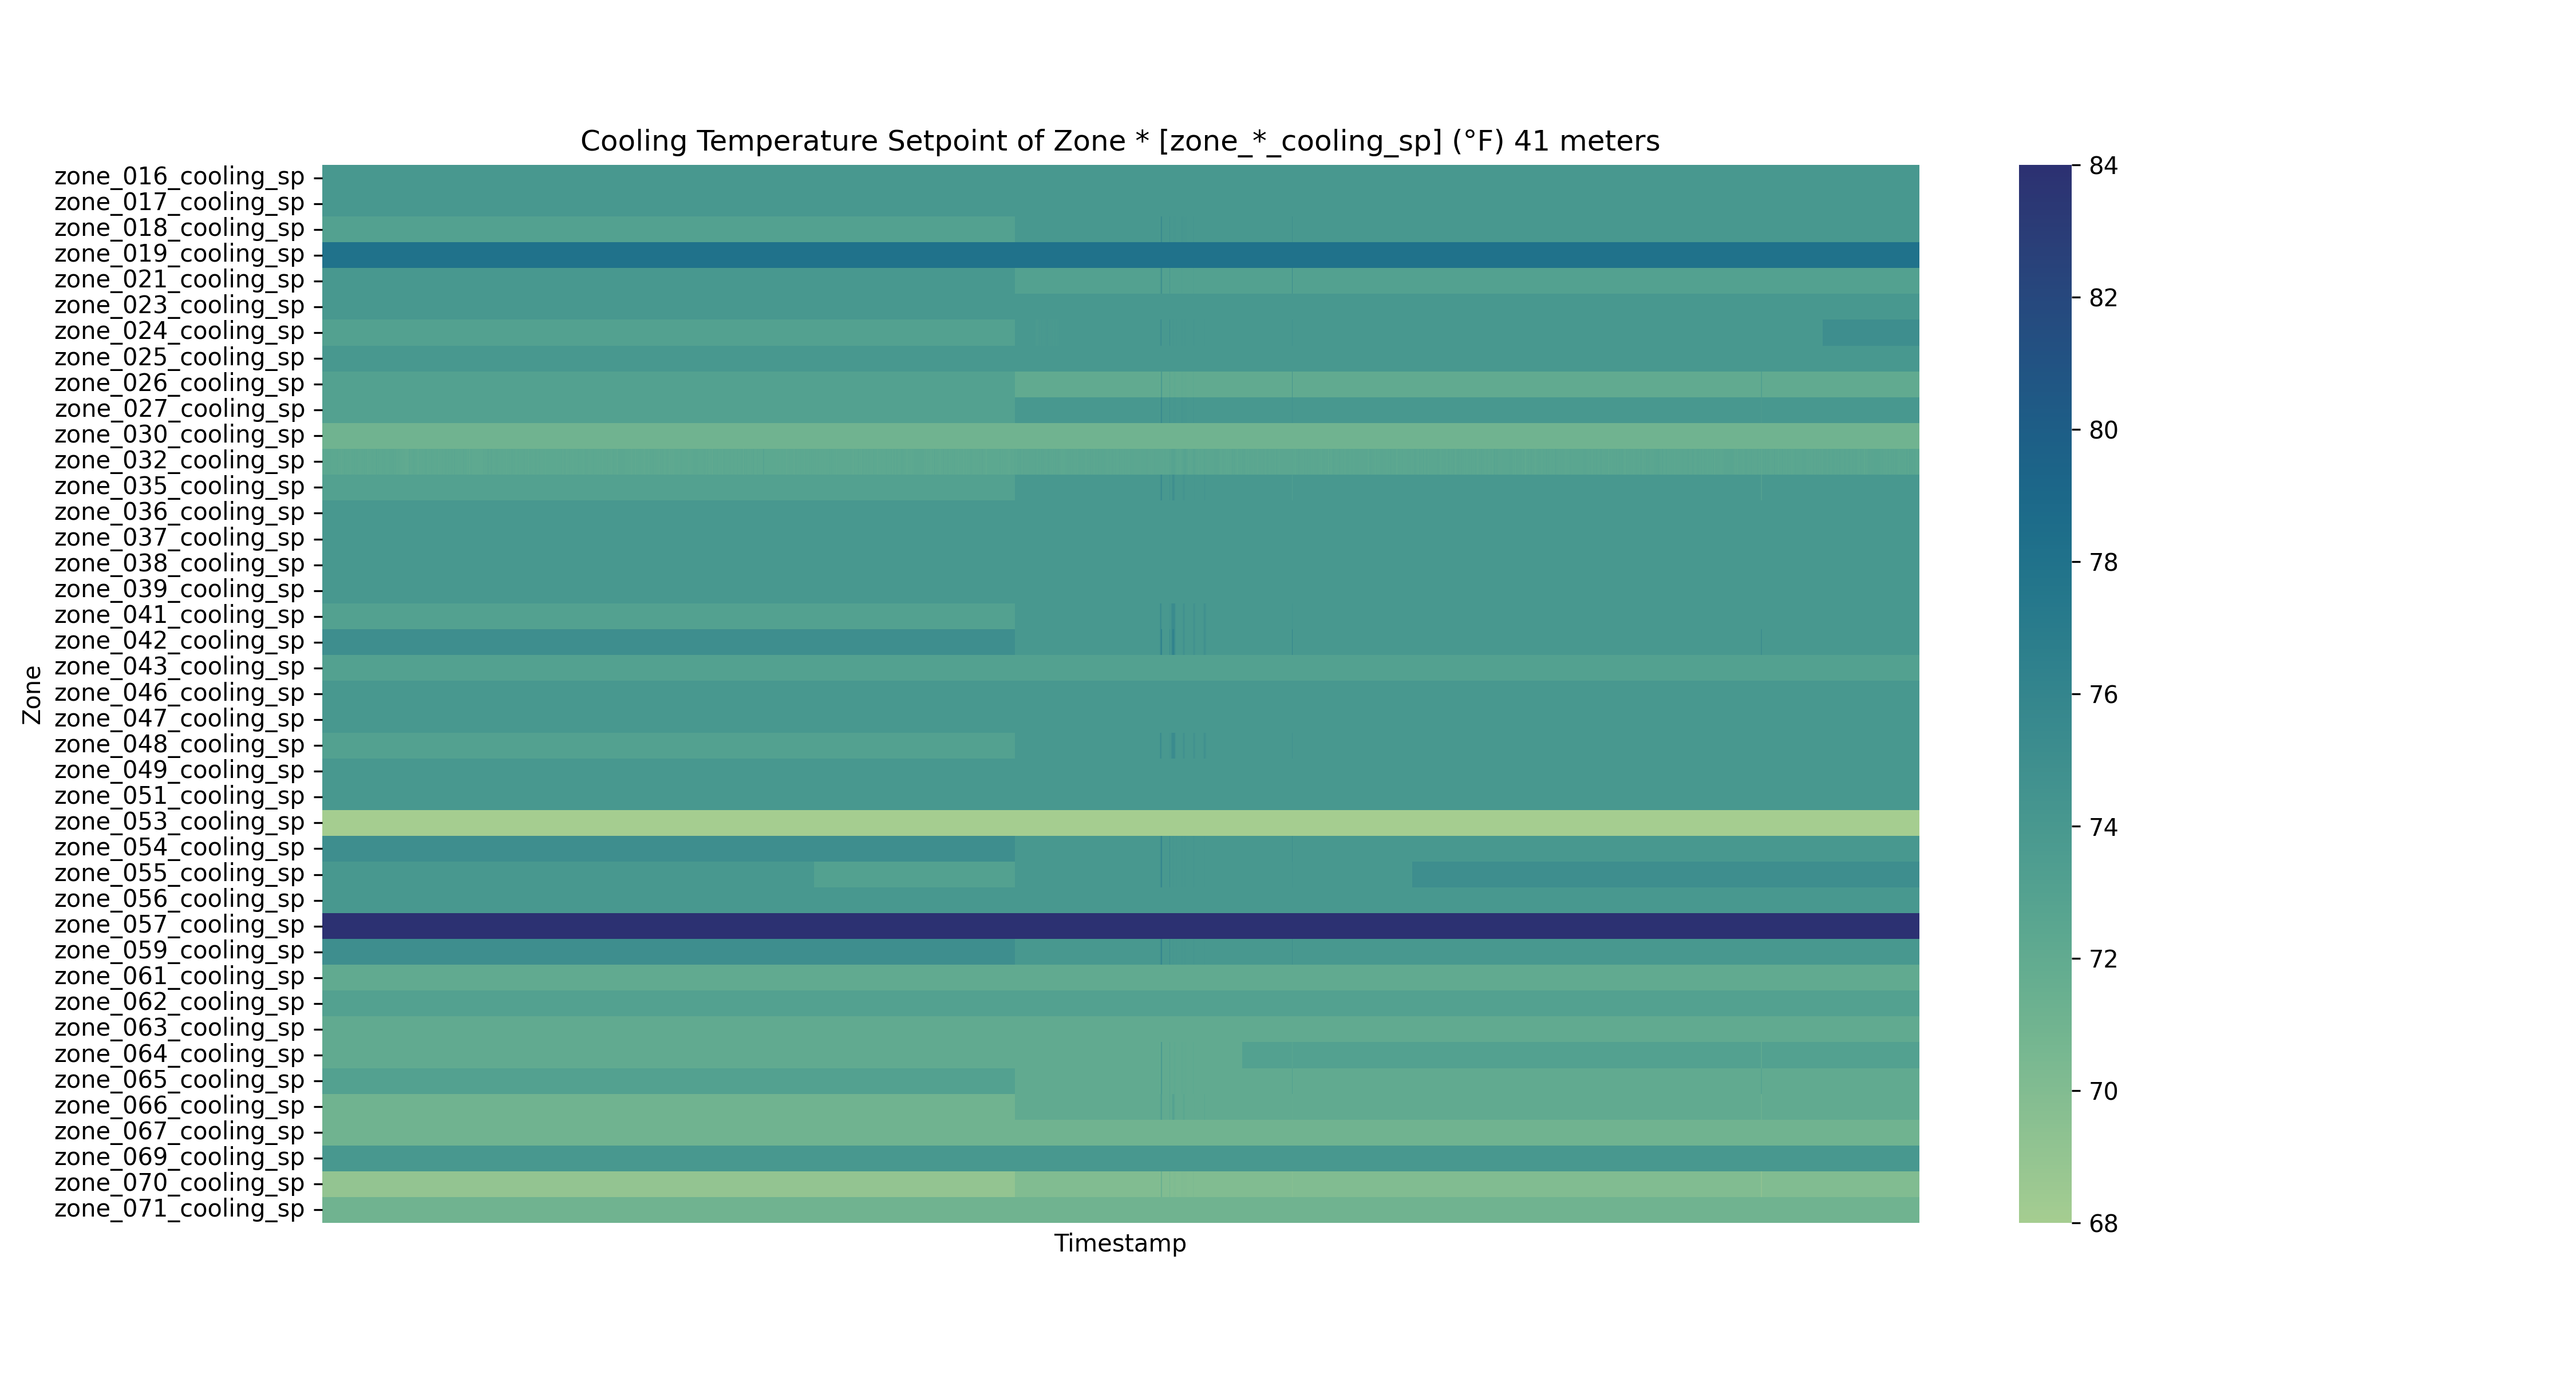 Cooling Temperature Setpoint of Zone * [zone_*_cooling_sp] (°F) 41 meters
zone_016_cooling_sp
zone_017_cooling_sp
zone_018_cooling_sp
zone_019_cooling_sp
zone_021_cooling_sp
zone_023_cooling_sp
zone_024_cooling_sp
zone_025_cooling_sp
zone_026_cooling_sp
zone_027_cooling_sp
zone_030_cooling_sp
zone_032_cooling_sp
zone_035_cooling_sp
zone_036_cooling_sp
zone_037_cooling_sp
zone_038_cooling_sp
zone_039_cooling_sp
zone_041_cooling_sp
zone_042_cooling_sp
zone_043_cooling_sp
zone_046_cooling_sp
zone_047_cooling_sp
zone_048_cooling_sp
zone_049_cooling_sp
zone_051_cooling_sp
zone_053_cooling_sp
zone_054_cooling_sp
zone_055_cooling_sp
zone_056_cooling_sp
zone_057_cooling_sp
zone_059_cooling_sp
zone_061_cooling_sp
zone_062_cooling_sp
zone_063_cooling_sp
zone_064_cooling_sp
zone_065_cooling_sp
zone_066_cooling_sp
zone_067_cooling_sp
zone_069_cooling_sp
zone_070_cooling_sp
zone_071_cooling_sp
Zone
Timestamp
84
82
80
78
76
74
72
70
68